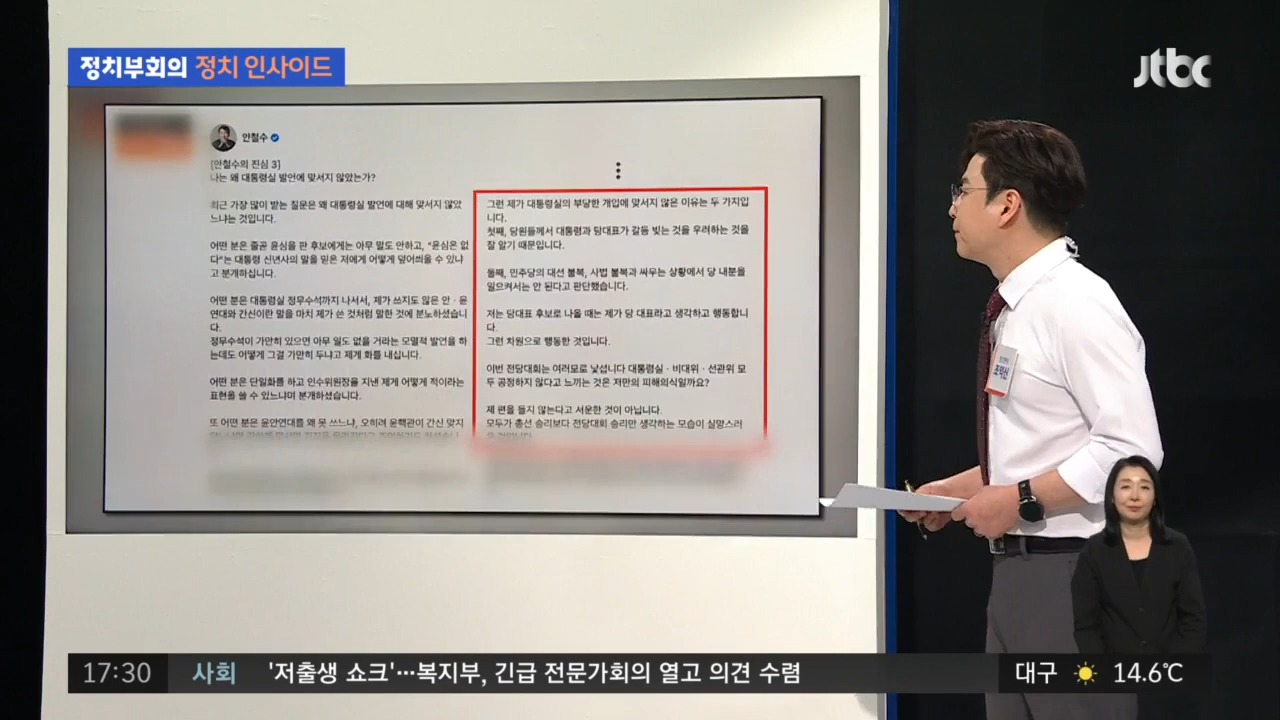 정치부회의 정치 인사이드
jtbc
안철수
[안철수의 진심 3]
나는 왜 대통령실 발언에 맞서지 않았는가?
최근 가장 많이 받는 질문은 왜 대통령실 발언에 대해 맞서지 않았
느냐는 것입니다.
어떤 분은 줄곧 윤심을 판 후보에게는 아무 말도 안하고, "윤심은 없
다"는 대통령 신년사의 말을 믿은 저에게 어떻게 덮어씌울 수 있냐
고 분개하십니다.
어떤 분은 대통령실 정무수석까지 나서서, 제가 쓰지도 않은 안·윤
연대와 간신이란 말을 마치 제가 쓴 것처럼 말한 것에 분노하셨습니
다.
정무수석이 가만히 있으면 아무 일도 없을 거라는 모멸적 발언을 하
는데도 어떻게 그걸 가만히 두냐고 제게 화를 내십니다.
어떤 분은 단일화를 하고 인수위원장을 지낸 제게 어떻게 적이라는
표현을 쓸 수 있느냐며 분개하셨습니다.
또 어떤 분은 윤안연대를 왜 못 쓰느냐, 오히려 윤핵관이 간신 맞지
그런 제가 대통령실의 부당한 개입에 맞서지 않은 이유는 두 가지입
니다.
첫째, 당원들께서 대통령과 당대표가 갈등 빚는 것을 우려하는 것을
잘 알기 때문입니다.
둘째, 민주당의 대선 불복, 사법 불복과 싸우는 상황에서 당 내분을
일으켜서는 안 된다고 판단했습니다.
저는 당대표 후보로 나올 때는 제가 당 대표라고 생각하고 행동합니
다.
그런 차원으로 행동한 것입니다.
이번 전당대회는 여러모로 낯섭니다 대통령실·비대위·선관위 모
두 공정하지 않다고 느끼는 것은 저만의 피해의식일까요?
제 편을 들지 않는다고 서운한 것이 아닙니다.
모두가 총선 승리보다 전당대회 승리만 생각하는 모습이 실망스러
17:30 사회 '저출생 쇼크'…복지부, 긴급 전문가회의 열고 의견 수렴 대구 14.6℃